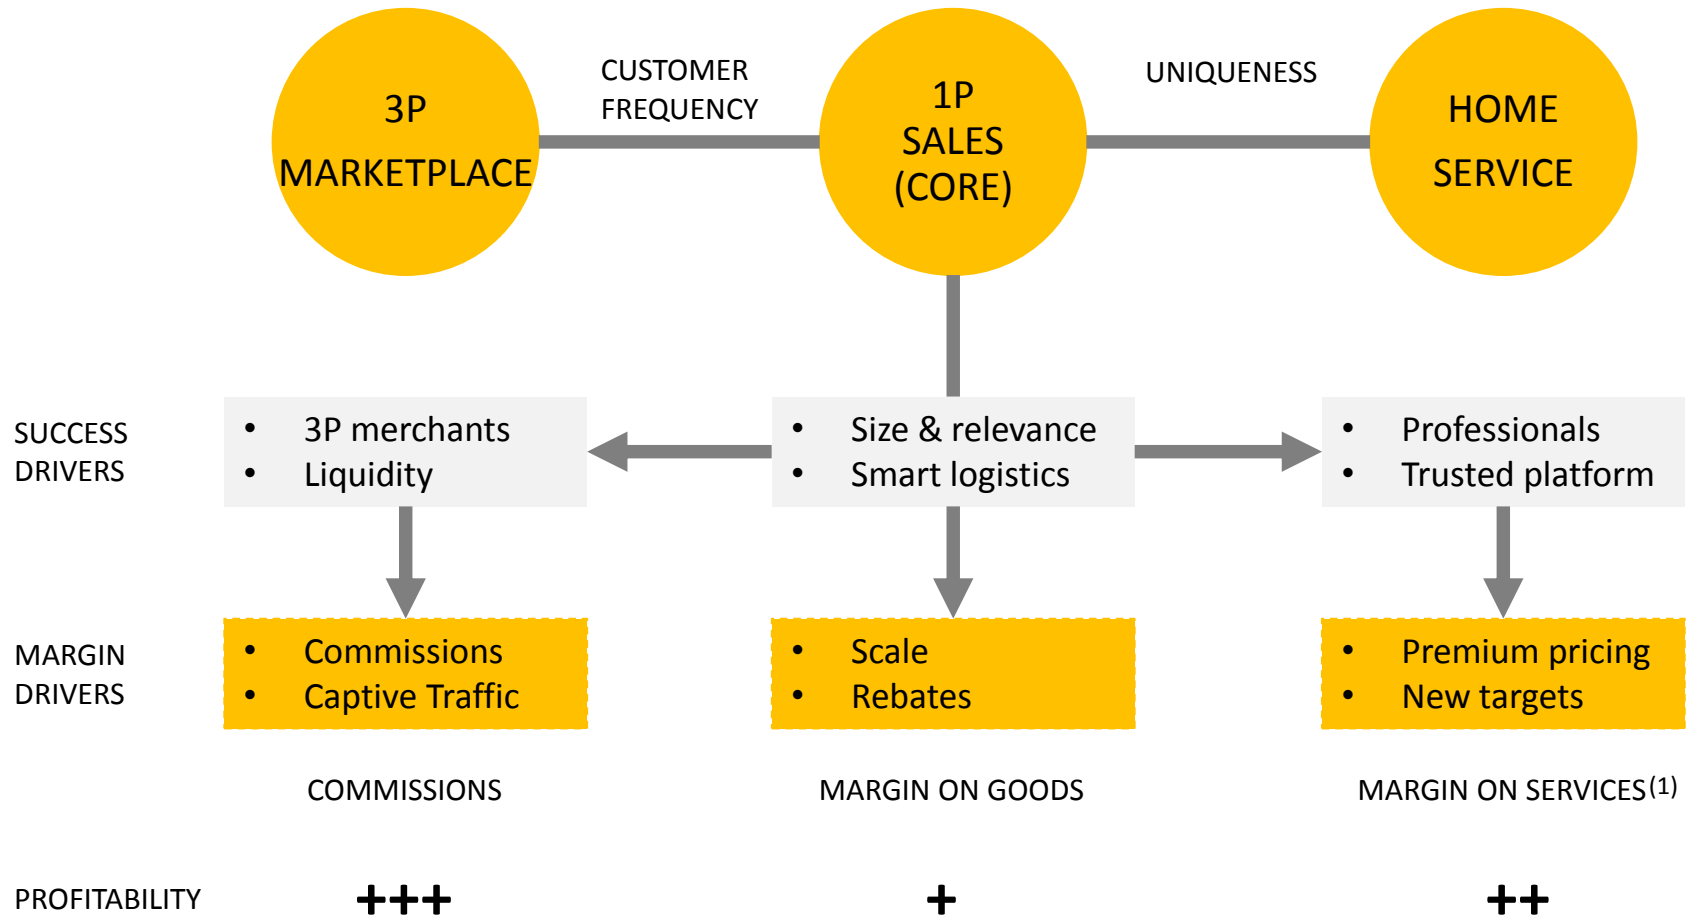 3P
MARKETPLACE
CUSTOMER
FREQUENCY
1P
SALES
(CORE)
UNIQUENESS
HOME
SERVICE
SUCCESS
DRIVERS
• 3P merchants
• Liquidity
• Size & relevance
• Smart logistics
• Professionals
• Trusted platform
MARGIN
DRIVERS
• Commissions
• Captive Traffic
• Scale
• Rebates
• Premium pricing
• New targets
COMMISSIONS
MARGIN ON GOODS
MARGIN ON SERVICES(1)
PROFITABILITY
+++
+
++